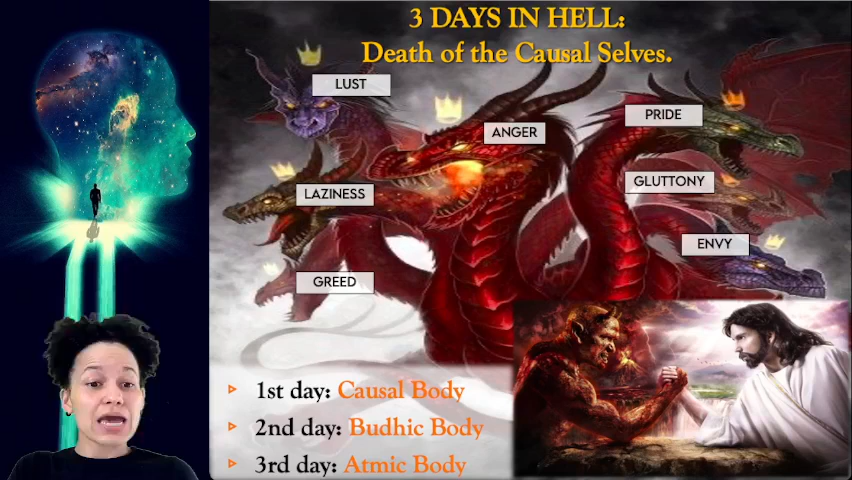 3 DAYS IN HELL:
Death of the Causal Selves.
LUST
ANGER
PRIDE
LAZINESS
GLUTTONY
ENVY
GREED
1st day: Causal Body
2nd day: Budhic Body
3rd day: Atmic Body